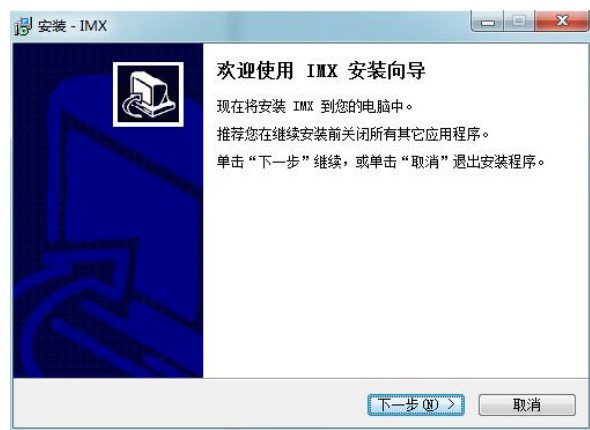 安装 - IMX
欢迎使用 IMX 安装向导
现在将安装 IMX 到您的电脑中。
推荐您在继续安装前关闭所有其它应用程序。
单击“下一步”继续，或单击“取消”退出安装程序。
下一步(N) >
取消